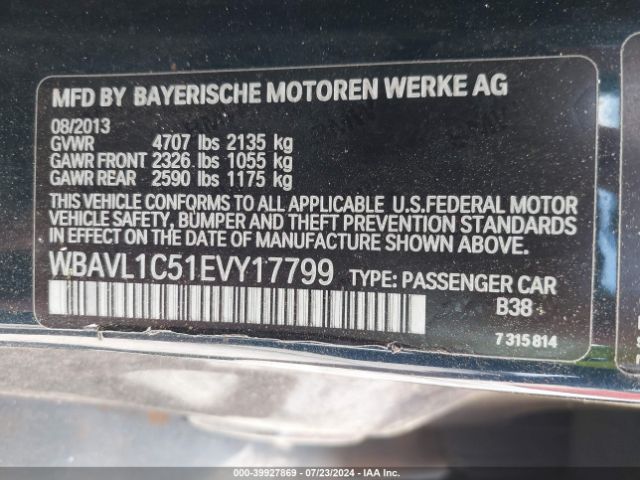 MFD BY BAYERISCHE MOTOREN WERKE AG
08/2013
GVWR 4707 lbs 2135 kg
GAWR FRONT 2326 lbs 1055 kg
GAWR REAR 2590 lbs 1175 kg
THIS VEHICLE CONFORMS TO ALL APPLICABLE U.S.FEDERAL MOTOR
VEHICLE SAFETY, BUMPER AND THEFT PREVENTION STANDARDS
IN EFFECT ON THE DATE OF MANUFACTURE SHOWN ABOVE.
WBAVL1C51EVY17799 TYPE: PASSENGER CAR
B38
7 315 814
000-39927869 | 07/23/2024 - IAA Inc.